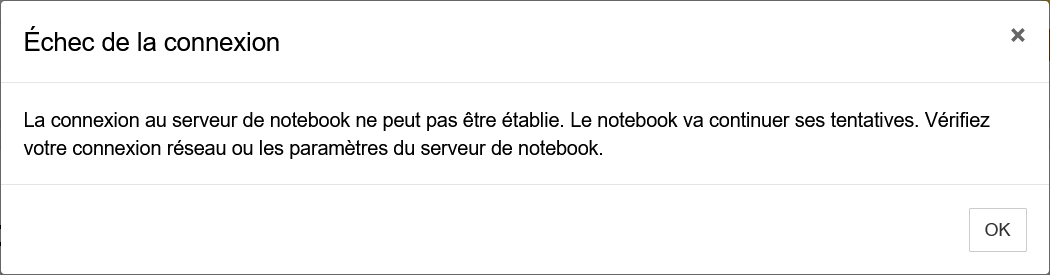 Échec de la connexion
La connexion au serveur de notebook ne peut pas être établie. Le notebook va continuer ses tentatives. Vérifiez
votre connexion réseau ou les paramètres du serveur de notebook.
OK